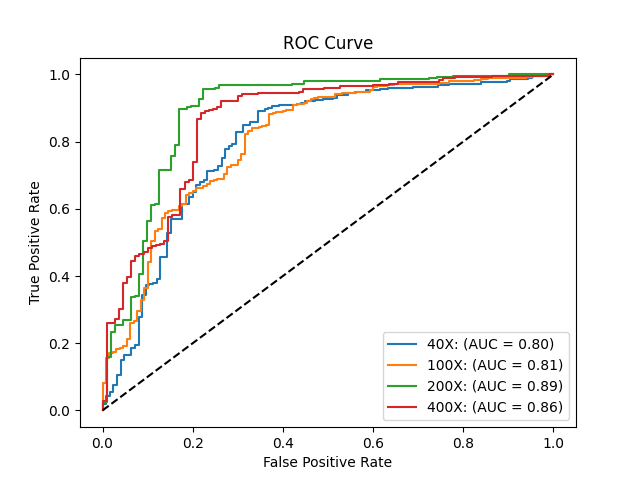 ROC Curve
True Positive Rate
1.0
0.8
0.6
0.4
0.2
0.0
40X: (AUC = 0.80)
100X: (AUC = 0.81)
200X: (AUC = 0.89)
400X: (AUC = 0.86)
0.0 0.2 0.4 0.6 0.8 1.0
False Positive Rate